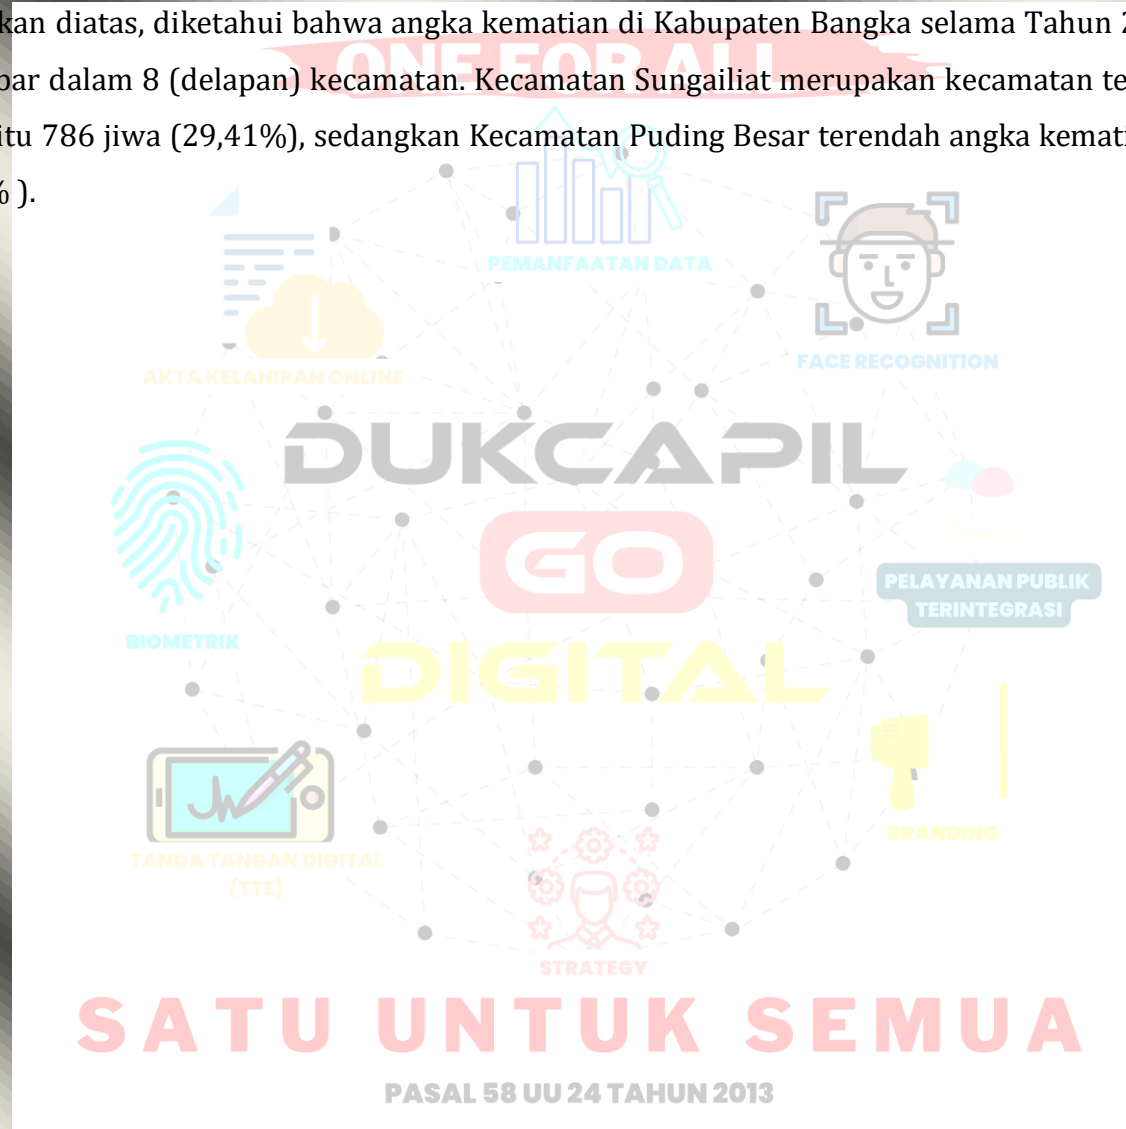 kan diatas, diketahui bahwa angka kematian di Kabupaten Bangka selama Tahun 2
bar dalam 8 (delapan) kecamatan. Kecamatan Sungailiat merupakan kecamatan te
itu 786 jiwa (29,41%), sedangkan Kecamatan Puding Besar terendah angka kemati
% ).
ONE FOR ALL
PEMANFAATAN DATA
FACE RECOGNITION
AKTA KELAHIRAN ONLINE
DUKCAPIL
GO
DIGITAL
PELAYANAN PUBLIK
TERINTEGRASI
BIOMETRIK
BRANDING
TANDA TANGAN DIGITAL
(TTE)
STRATEGY
SATU UNTUK SEMUA
PASAL 58 UU 24 TAHUN 2013